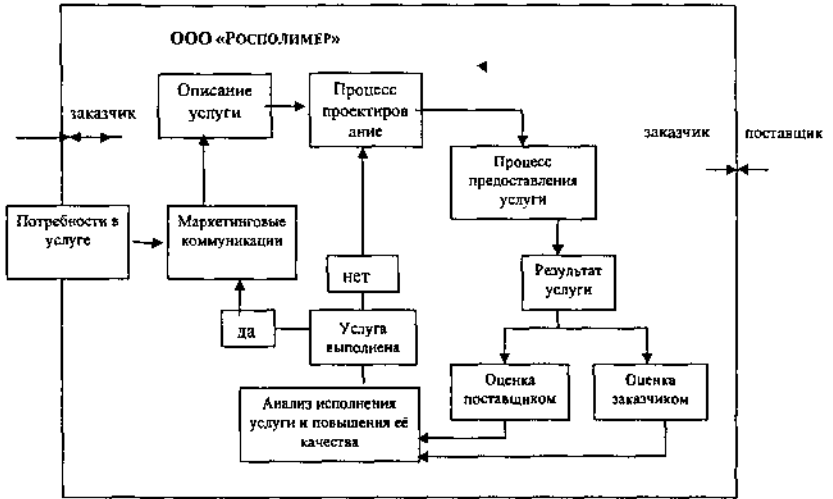 ООО «РОСПОЛИМЕР»
Описание
услуги
Процесс
проектиров
ание
заказчик
заказчик
поставщик
Процесс
предоставления
услуги
Потребности в
услуге
Маркетинговые
коммуникации
нет
Результат
услуги
да
Услуга
выполнена
Оценка
поставщиком
Оценка
заказчиком
Анализ исполнения
услуги и повышения её
качества